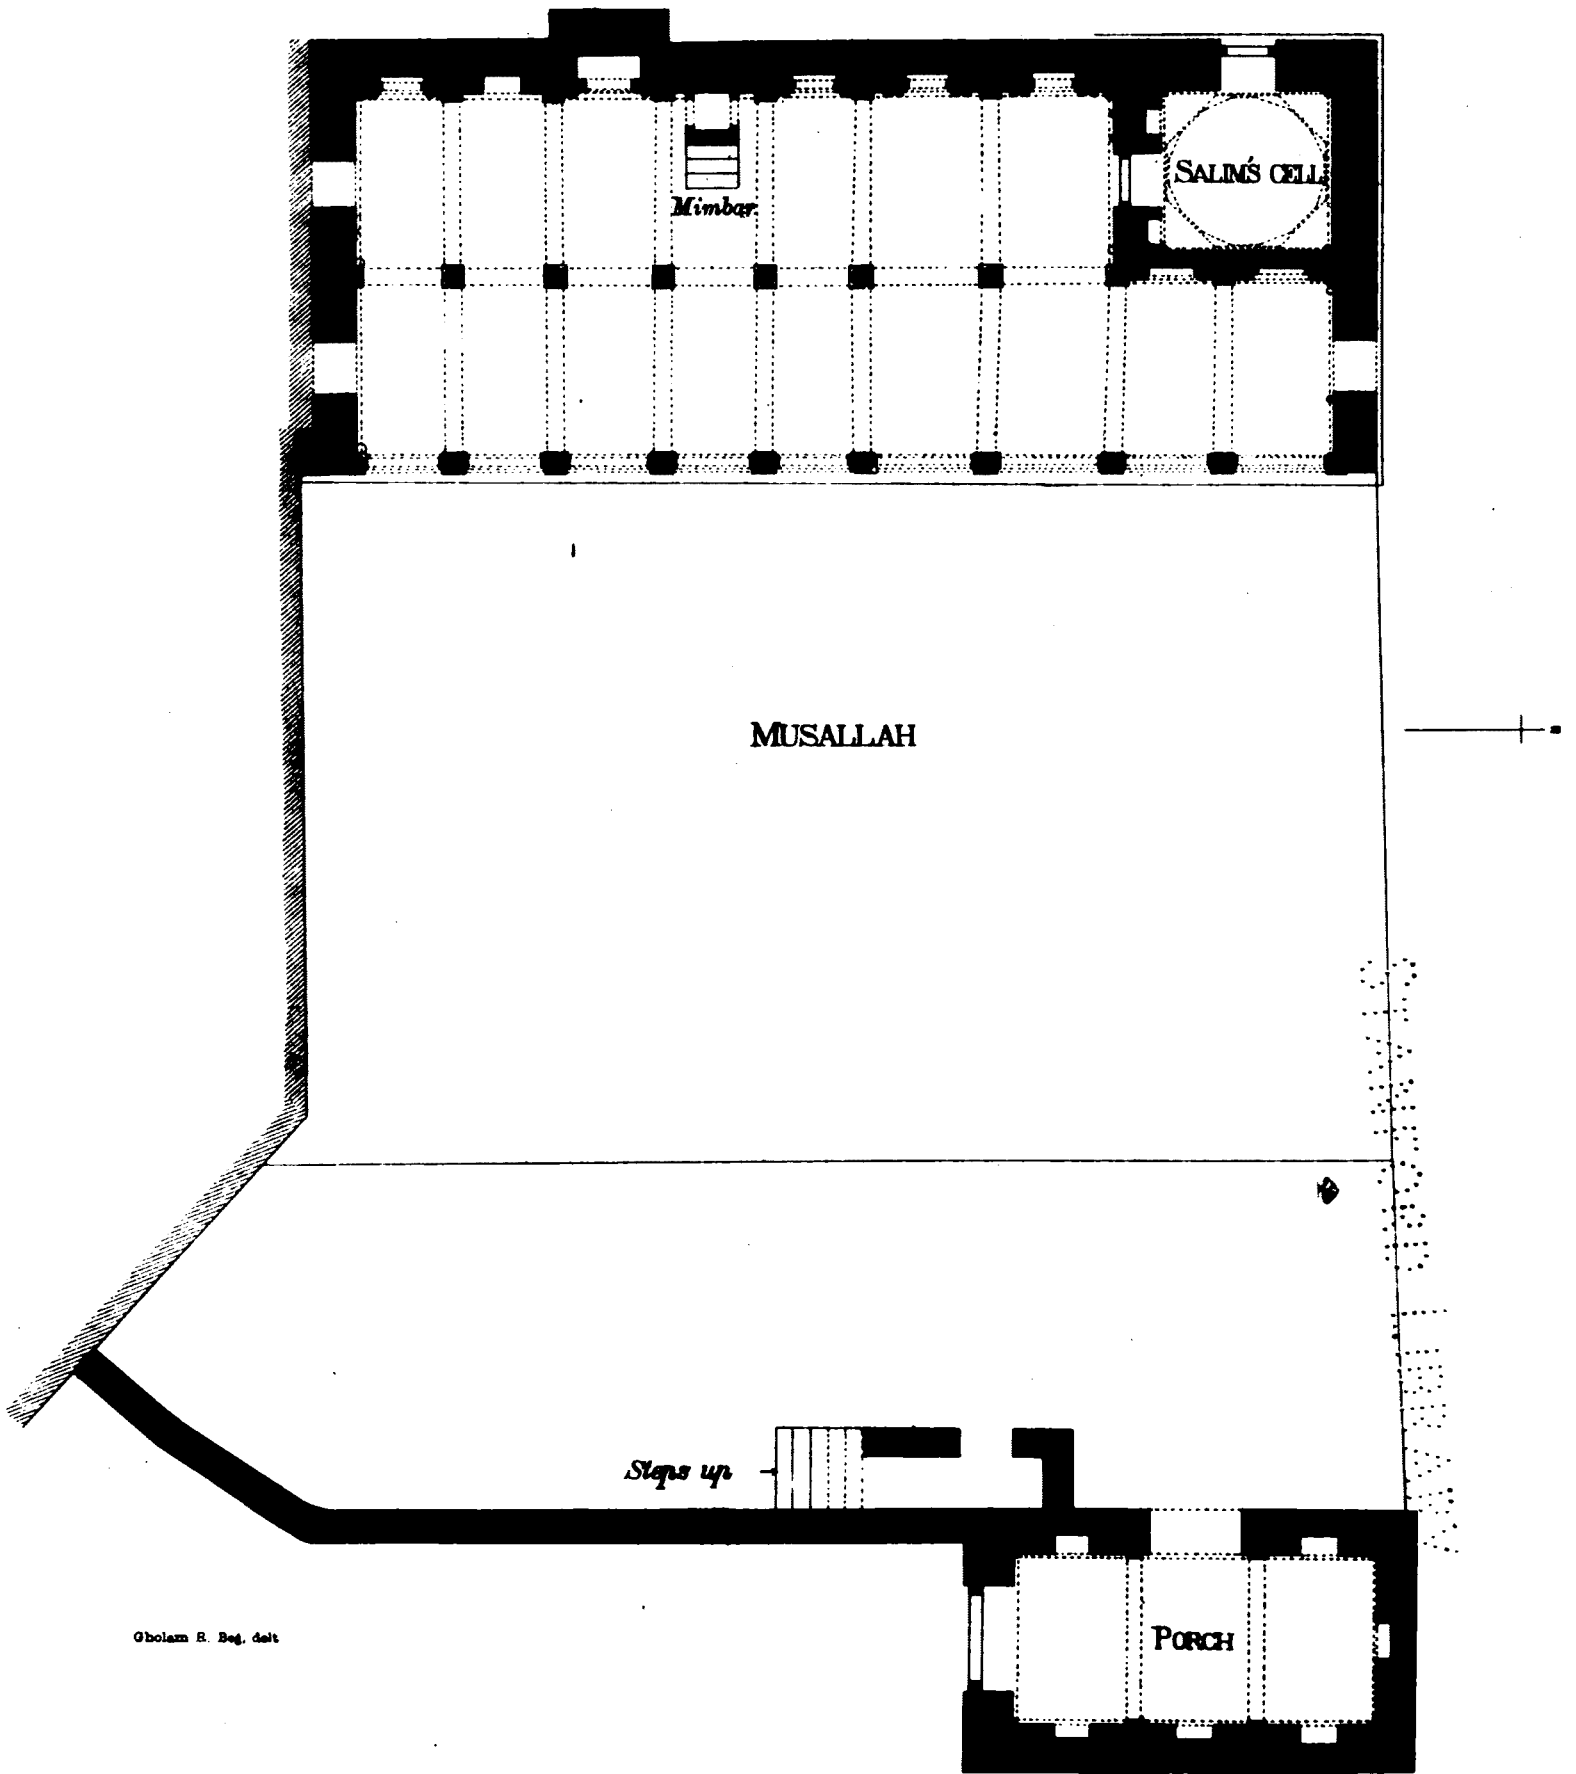 SALIM'S CELL
Mimbar.
MUSALLAH
Steps up
PORCH
Gholam R. Beg, delt